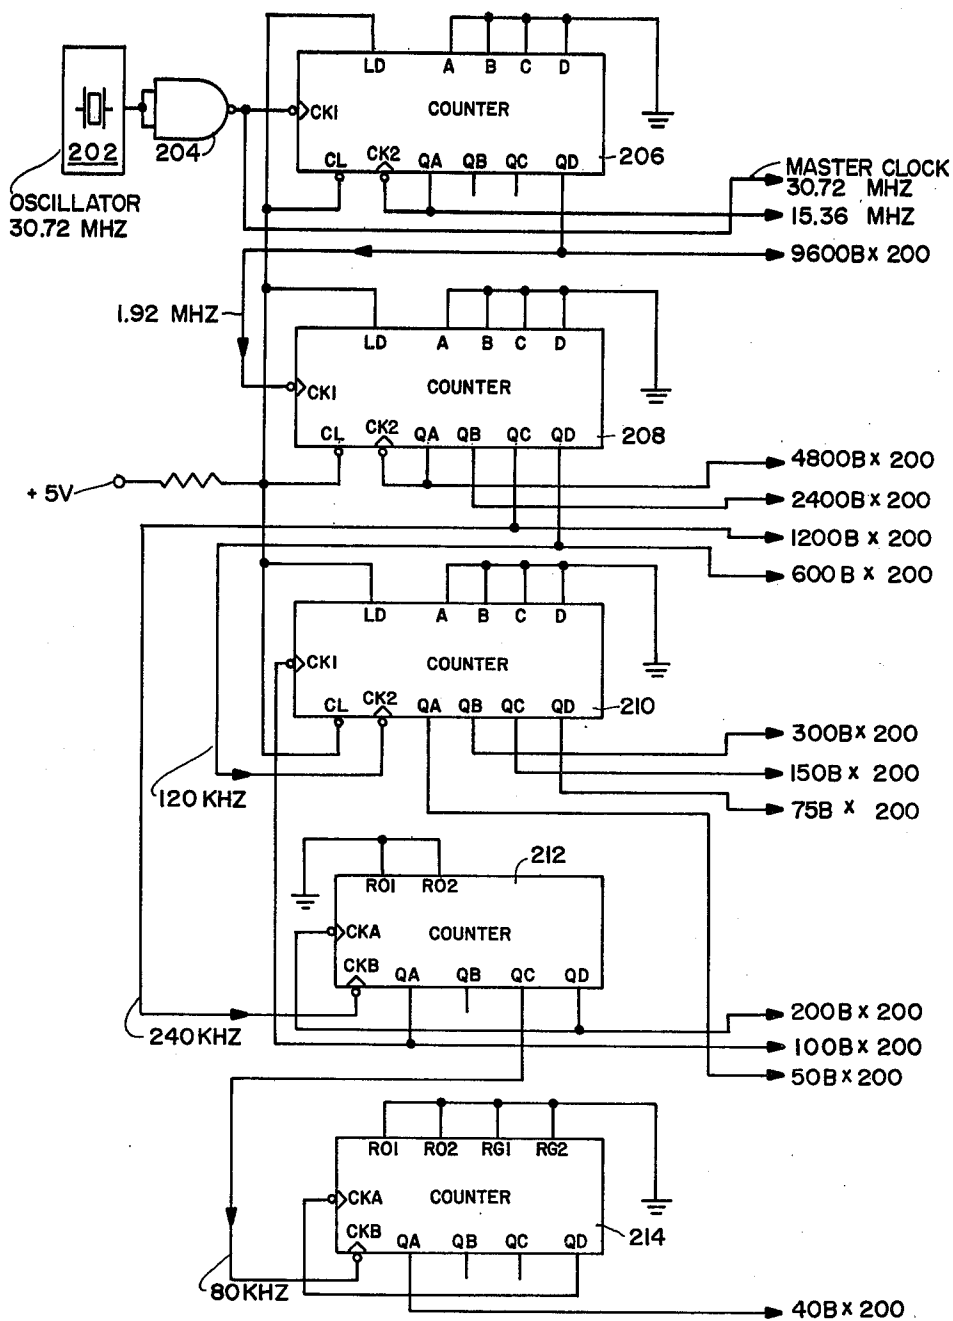 LD A B C D
CK1 COUNTER
202 204
CL CK2 QA QB QC QD 206
OSCILLATOR
30.72 MHZ
MASTER CLOCK
30.72 MHZ
15.36 MHZ
9600B x 200
1.92 MHZ
LD A B C D
CK1 COUNTER
CL CK2 QA QB QC QD 208
+ 5V
4800B x 200
2400B x 200
1200B x 200
600B x 200
LD A B C D
CK1 COUNTER
CL CK2 QA QB QC QD 210
300B x 200
150B x 200
75B x 200
120 KHZ
212
RO1 RO2
CKA COUNTER
CKB QA QB QC QD
240 KHZ
200B x 200
100B x 200
50B x 200
RO1 RO2 RG1 RG2
CKA COUNTER
CKB QA QB QC QD 214
80 KHZ
40B x 200